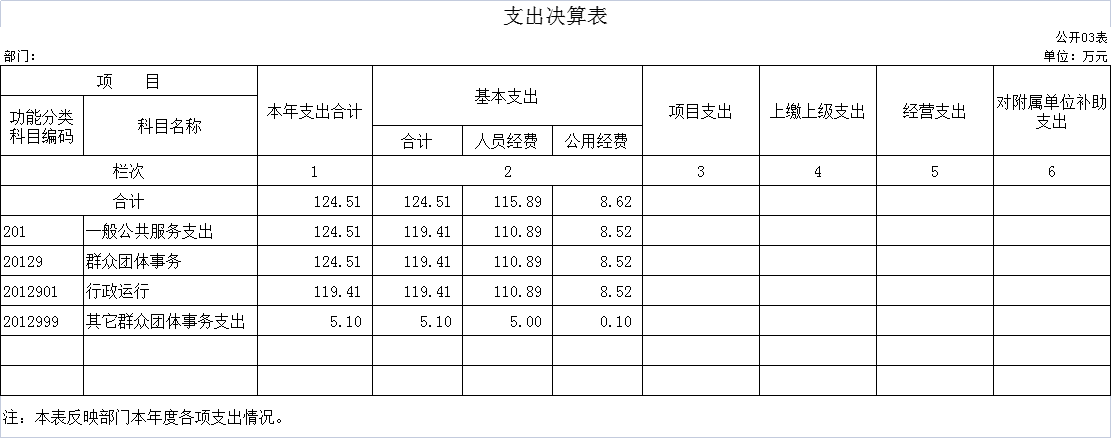 支出决算表
公开03表
部门：
单位：万元
项 目 本年支出合计 基本支出 项目支出 上缴上级支出 经营支出 对附属单位补助支出
功能分类科目编码 科目名称 合计 人员经费 公用经费
栏次 1 2 3 4 5 6
合计 124.51 124.51 115.89 8.62
201 一般公共服务支出 124.51 119.41 110.89 8.52
20129 群众团体事务 124.51 119.41 110.89 8.52
2012901 行政运行 119.41 119.41 110.89 8.52
2012999 其它群众团体事务支出 5.10 5.10 5.00 0.10
注：本表反映部门本年度各项支出情况。